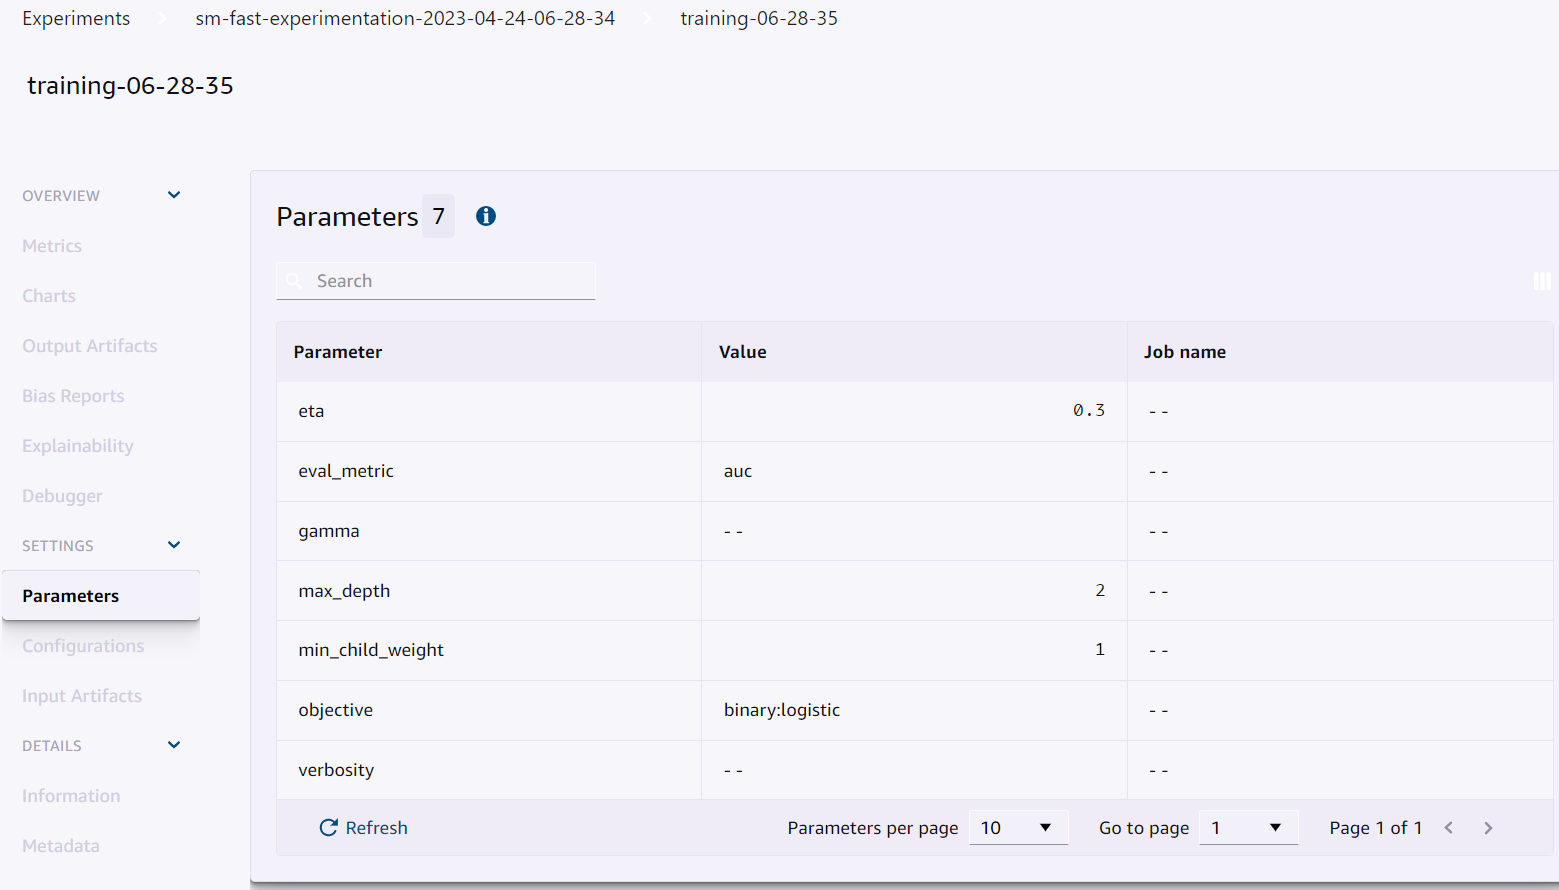 Experiments sm-fast-experimentation-2023-04-24-06-28-34 training-06-28-35
training-06-28-35
OVERVIEW
Metrics
Charts
Output Artifacts
Bias Reports
Explainability
Debugger
SETTINGS
Parameters
Configurations
Input Artifacts
DETAILS
Information
Metadata
Parameters 7
Search
Parameter Value Job name
eta 0.3 --
eval_metric auc --
gamma -- --
max_depth 2 --
min_child_weight 1 --
objective binary:logistic --
verbosity -- --
Refresh Parameters per page 10 Go to page 1 Page 1 of 1